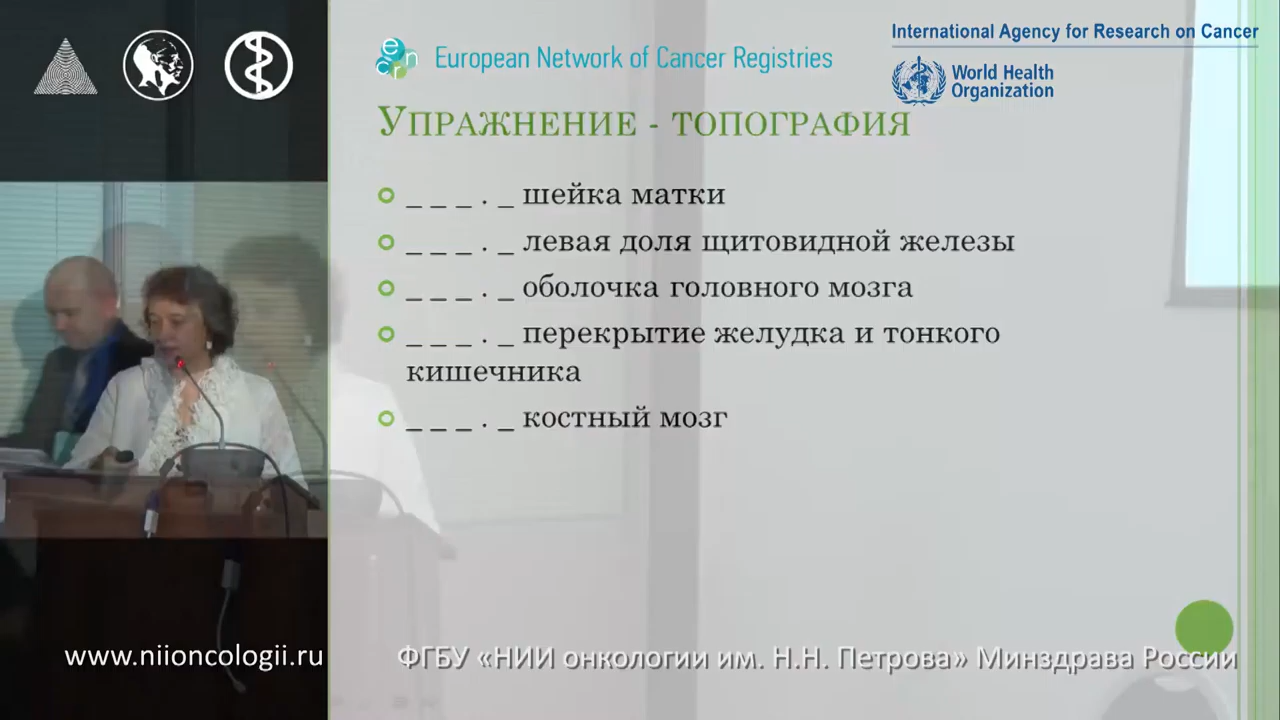 European Network of Cancer Registries
International Agency for Research on Cancer
World Health
Organization
УПРАЖНЕНИЕ - ТОПОГРАФИЯ
_ _ _ . _ шейка матки
_ _ _ . _ левая доля щитовидной железы
_ _ _ . _ оболочка головного мозга
_ _ _ . _ перекрытие желудка и тонкого
кишечника
_ _ _ . _ костный мозг
www.niioncologii.ru
ФГБУ «НИИ онкологии им. Н.Н. Петрова» Минздрава России